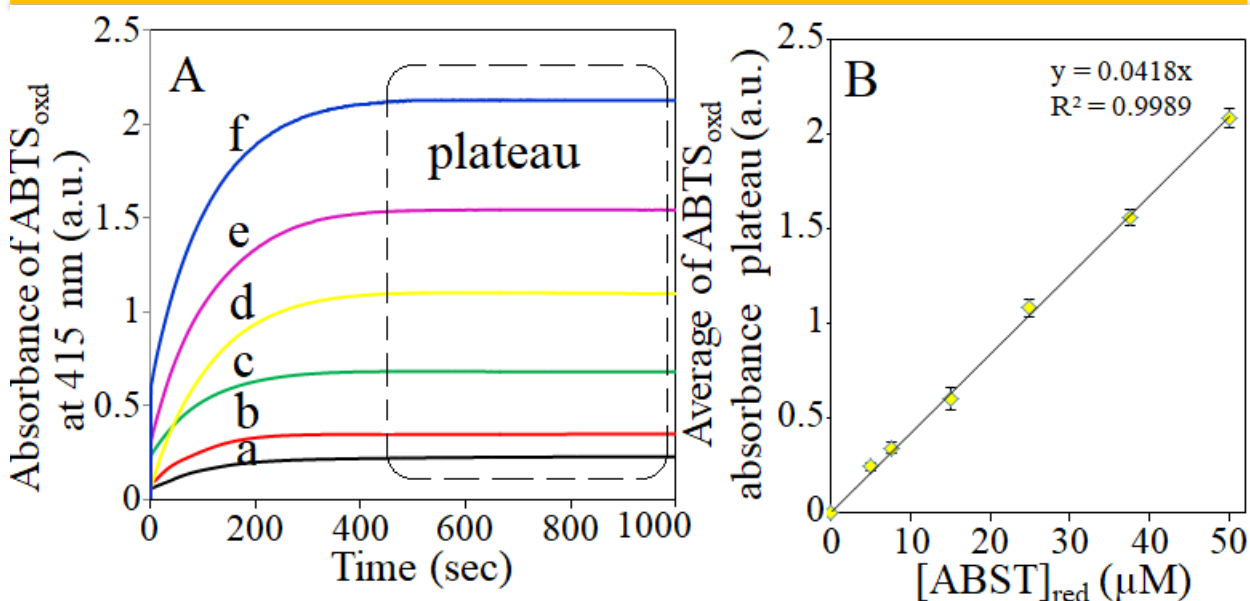 A
Absorbance of ABTSoxd
at 415 nm (a.u.)
2.5
2
1.5
1
0.5
0
f
e
d
c
b
a
plateau
0 200 400 600 800 1000
Time (sec)
B
Average of ABTSoxd
absorbance plateau (a.u.)
2.5
2
1.5
1
0.5
0
y = 0.0418x
R² = 0.9989
0 10 20 30 40 50
[ABST]red (μM)